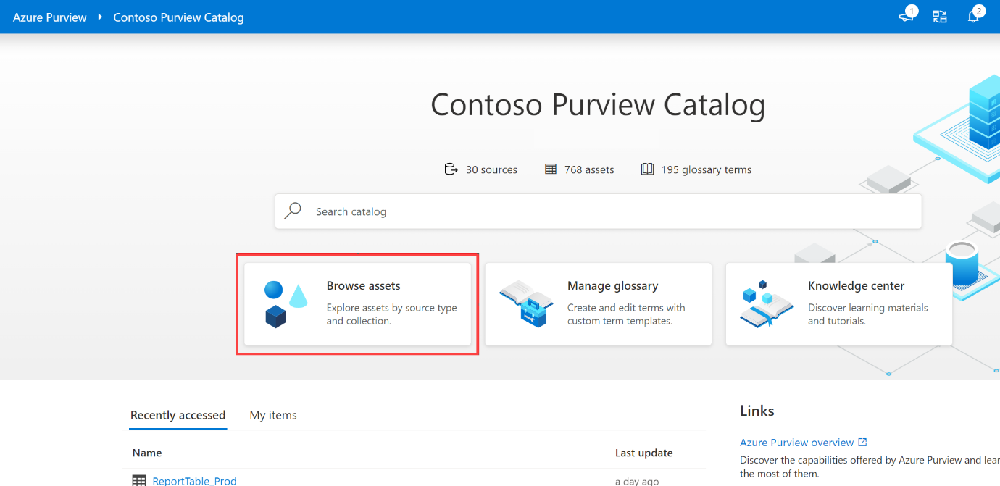 Azure Purview Contoso Purview Catalog
1
2
Contoso Purview Catalog
30 sources 768 assets 195 glossary terms
Search catalog
Browse assets
Explore assets by source type
and collection.
Manage glossary
Create and edit terms with
custom term templates.
Knowledge center
Discover learning materials
and tutorials.
Recently accessed My items
Name Last update
ReportTable_Prod a day ago
Links
Azure Purview overview
Discover the capabilities offered by Azure Purview and lear
the most of them.